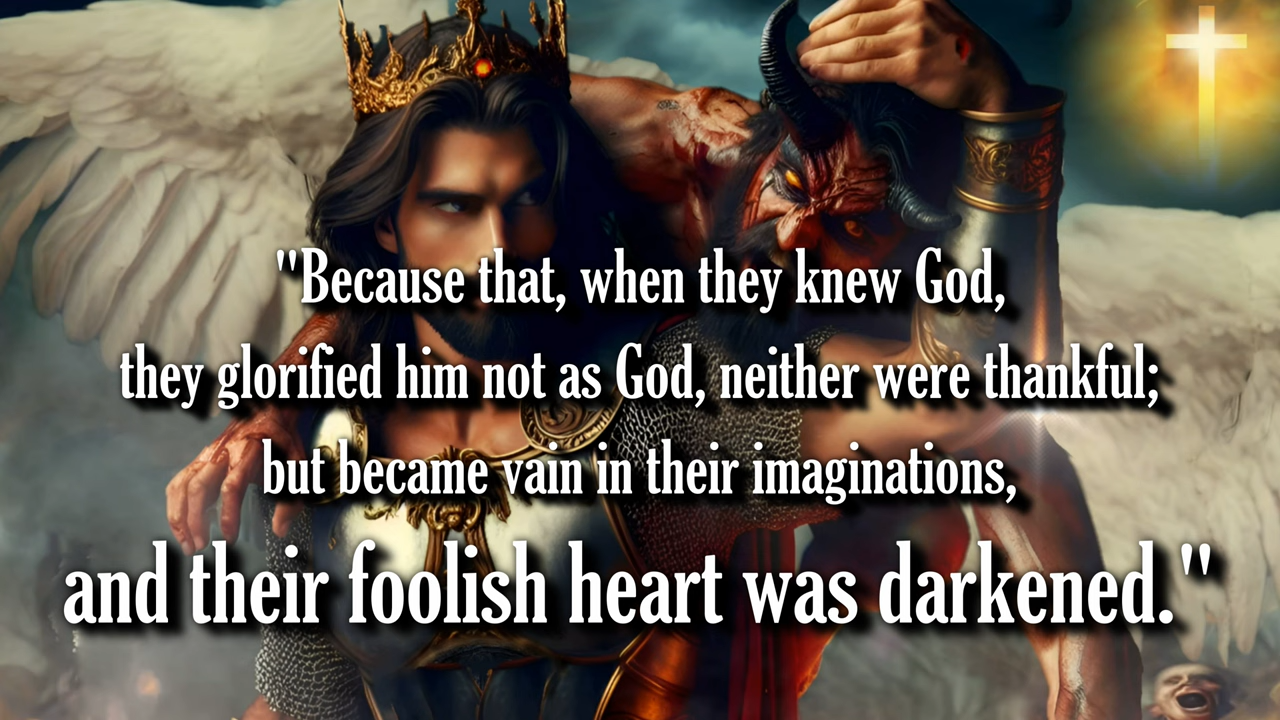 "Because that, when they knew God,
they glorified him not as God, neither were thankful;
but became vain in their imaginations,
and their foolish heart was darkened."